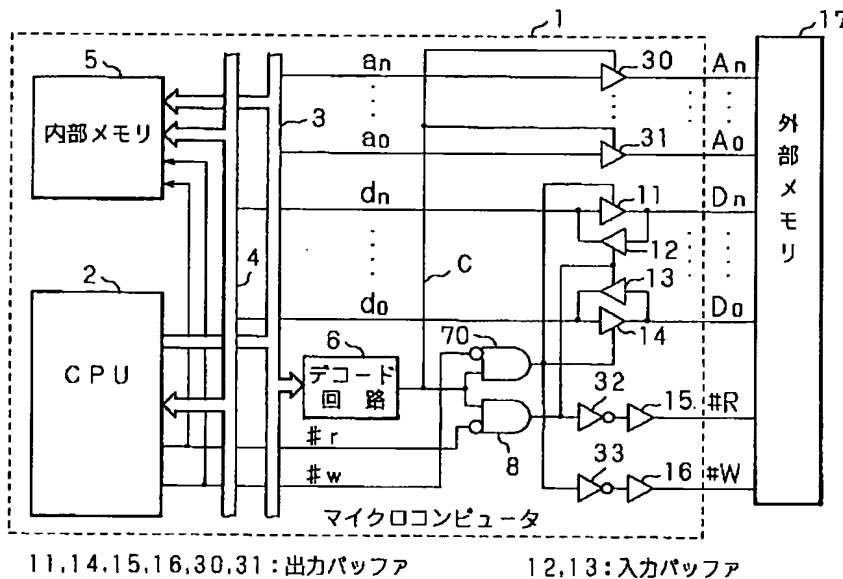 1
17
5
内部メモリ
3
an
30
An
a0
31
A0
外部メモリ
dn
11
Dn
12
4
C
13
2
d0
14
D0
CPU
6
デコード
回路
70
8
32
15
#R
#r
33
16
#W
#w
マイクロコンピュータ
11,14,15,16,30,31:出力バッファ
12,13:入力バッファ